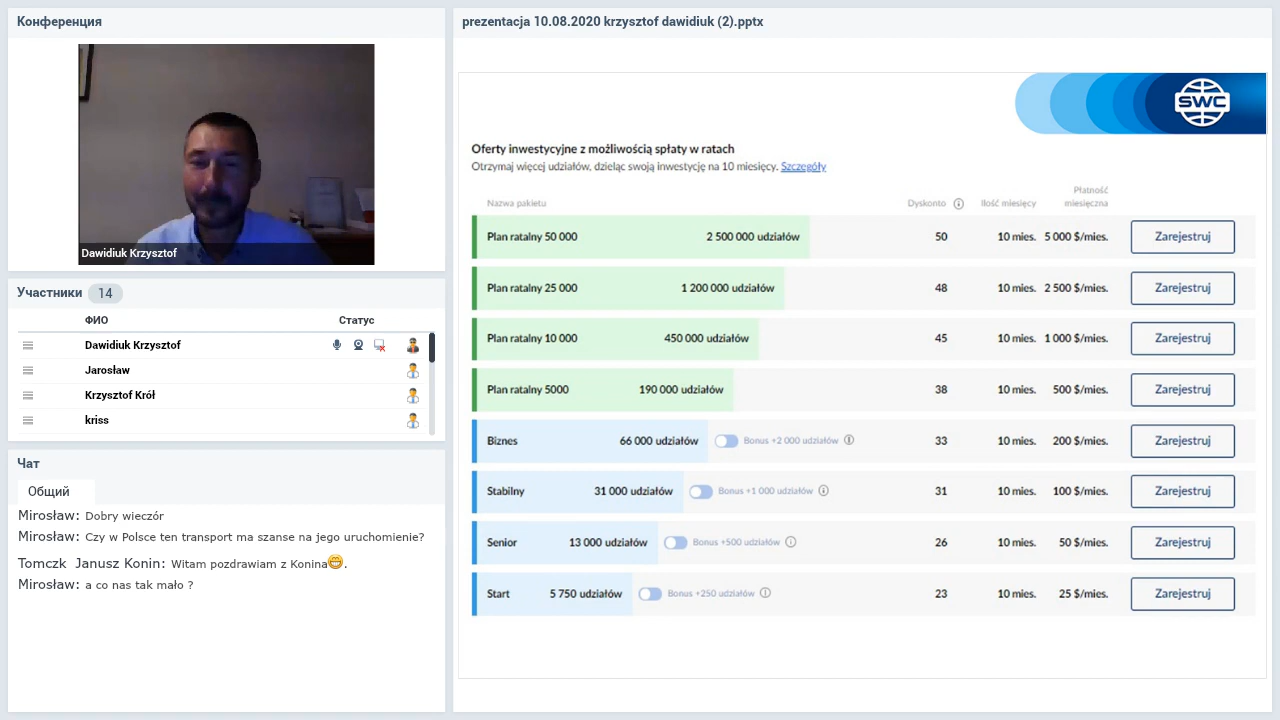 Конференция
Dawidiuk Krzysztof
Участники 14
ФИО Статус
Dawidiuk Krzysztof
Jarosław
Krzysztof Król
kriss
Чат
Общий
Mirosław: Dobry wieczór
Mirosław: Czy w Polsce ten transport ma szanse na jego uruchomienie?
Tomczk Janusz Konin: Witam pozdrawiam z Konina😁.
Mirosław: a co nas tak mało ?
prezentacja 10.08.2020 krzysztof dawidiuk (2).pptx
SWC
Oferty inwestycyjne z możliwością spłaty w ratach
Otrzymaj więcej udziałów, dzieląc swoją inwestycję na 10 miesięcy. Szczegóły
Nazwa pakietu Dyskonto Ilość miesięcy Płatność miesięczna
Plan ratalny 50 000 2 500 000 udziałów 50 10 mies. 5 000 $/mies. Zarejestruj
Plan ratalny 25 000 1 200 000 udziałów 48 10 mies. 2 500 $/mies. Zarejestruj
Plan ratalny 10 000 450 000 udziałów 45 10 mies. 1 000 $/mies. Zarejestruj
Plan ratalny 5000 190 000 udziałów 38 10 mies. 500 $/mies. Zarejestruj
Biznes 66 000 udziałów Bonus +2 000 udziałów 33 10 mies. 200 $/mies. Zarejestruj
Stabilny 31 000 udziałów Bonus +1 000 udziałów 31 10 mies. 100 $/mies. Zarejestruj
Senior 13 000 udziałów Bonus +500 udziałów 26 10 mies. 50 $/mies. Zarejestruj
Start 5 750 udziałów Bonus +250 udziałów 23 10 mies. 25 $/mies. Zarejestruj